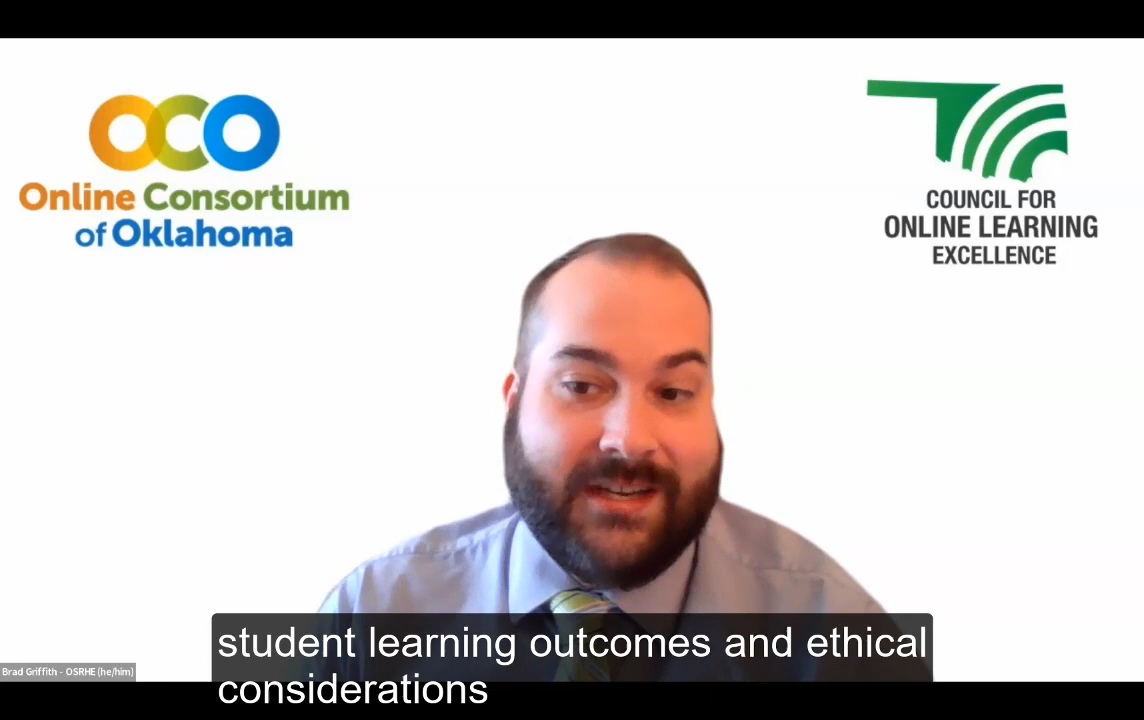 OCO
Online Consortium
of Oklahoma
COUNCIL FOR
ONLINE LEARNING
EXCELLENCE
student learning outcomes and ethical
considerations
Brad Griffith - OSRHE (he/him)